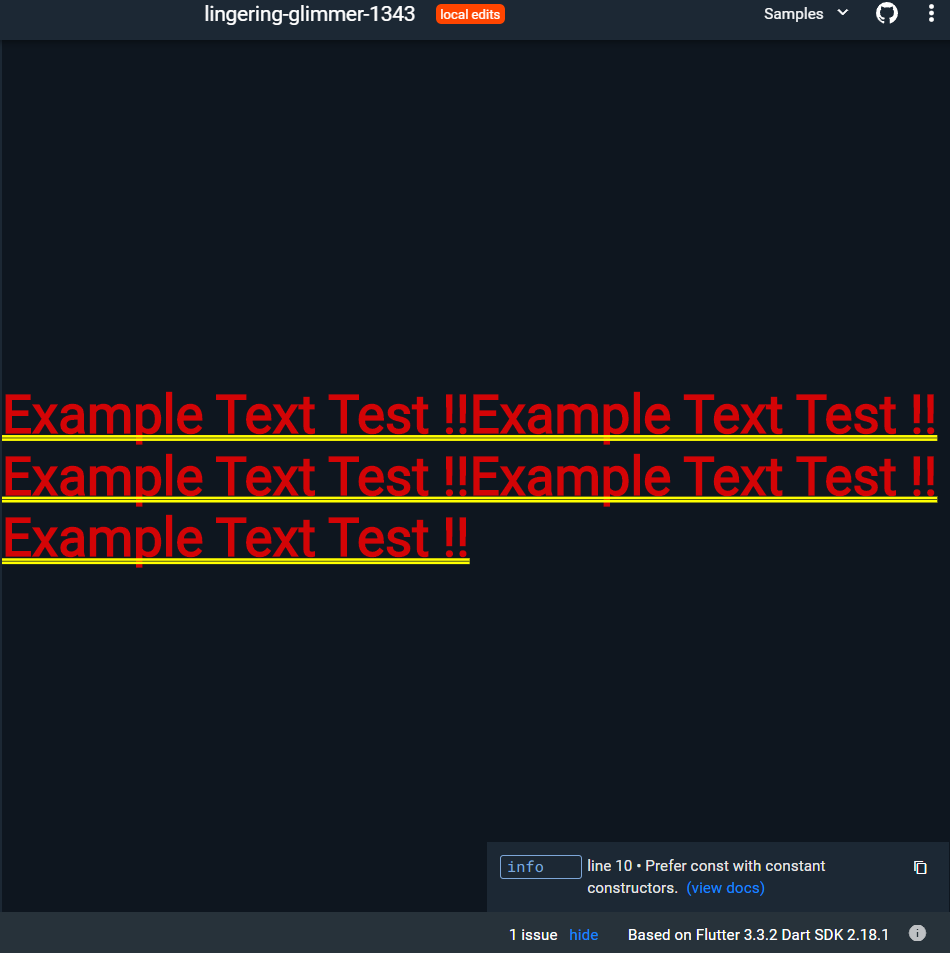 lingering-glimmer-1343 local edits Samples
Example Text Test !!Example Text Test !!
Example Text Test !!Example Text Test !!
Example Text Test !!
info line 10 • Prefer const with constant
constructors. (view docs)
1 issue hide Based on Flutter 3.3.2 Dart SDK 2.18.1 i